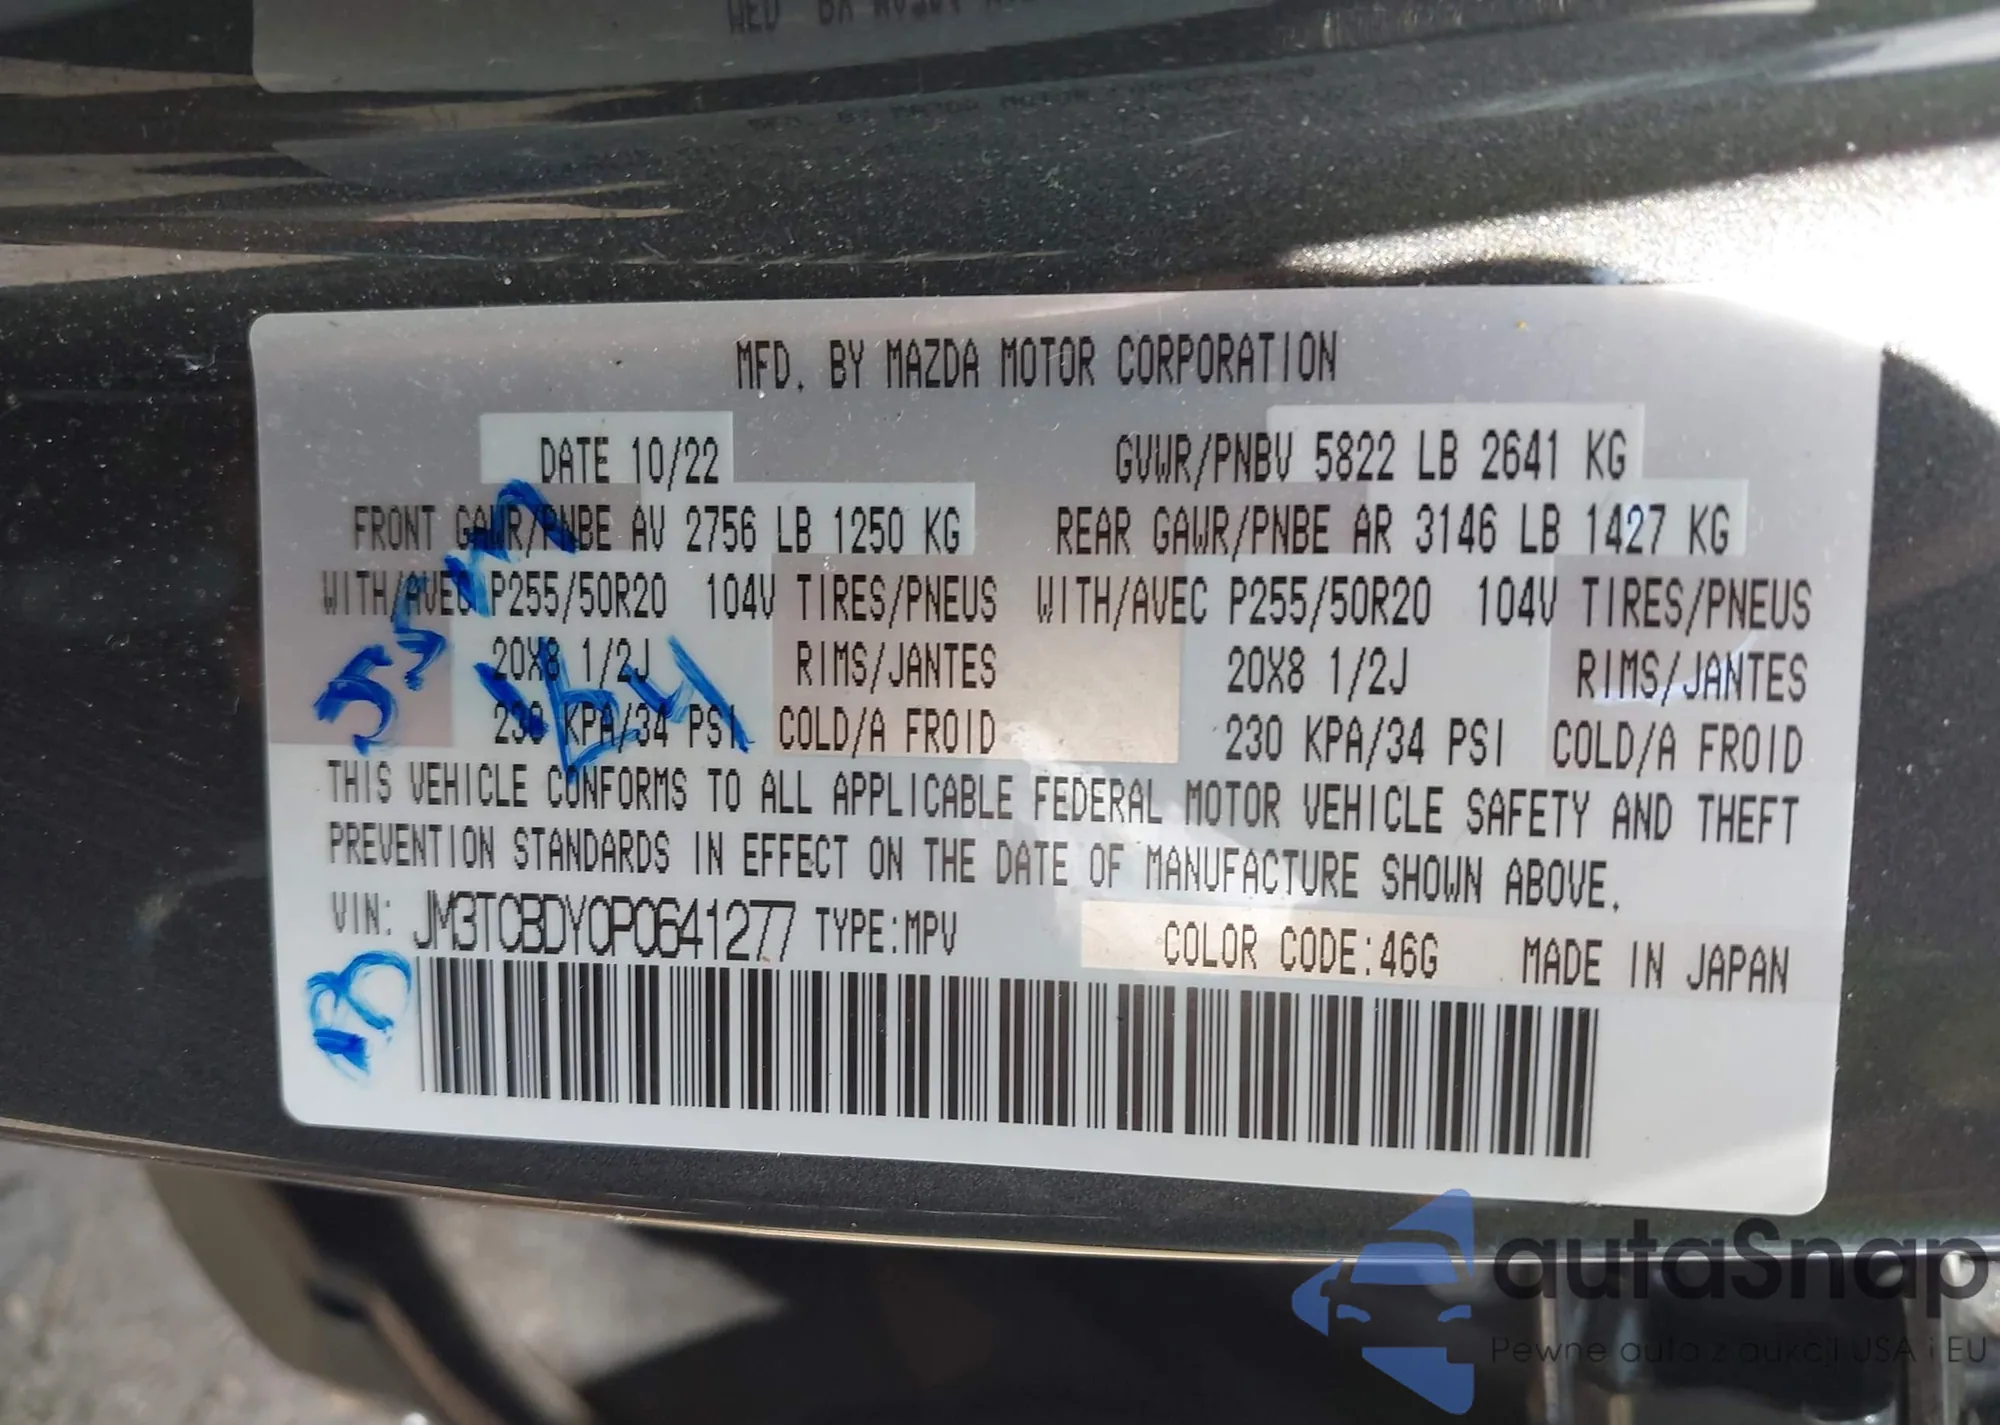 MFD. BY MAZDA MOTOR CORPORATION
DATE 10/22 GVWR/PNBV 5822 LB 2641 KG
FRONT GAWR/PNBE AV 2756 LB 1250 KG REAR GAWR/PNBE AR 3146 LB 1427 KG
WITH/AVEC P255/50R20 104V TIRES/PNEUS WITH/AVEC P255/50R20 104V TIRES/PNEUS
20X8 1/2J RIMS/JANTES 20X8 1/2J RIMS/JANTES
230 KPA/34 PSI COLD/A FROID 230 KPA/34 PSI COLD/A FROID
THIS VEHICLE CONFORMS TO ALL APPLICABLE FEDERAL MOTOR VEHICLE SAFETY AND THEFT
PREVENTION STANDARDS IN EFFECT ON THE DATE OF MANUFACTURE SHOWN ABOVE.
VIN: JM3TCBDY0P0641277 TYPE:MPV COLOR CODE:46G MADE IN JAPAN
autaSnap
Pewne auta z aukcji USA i EU